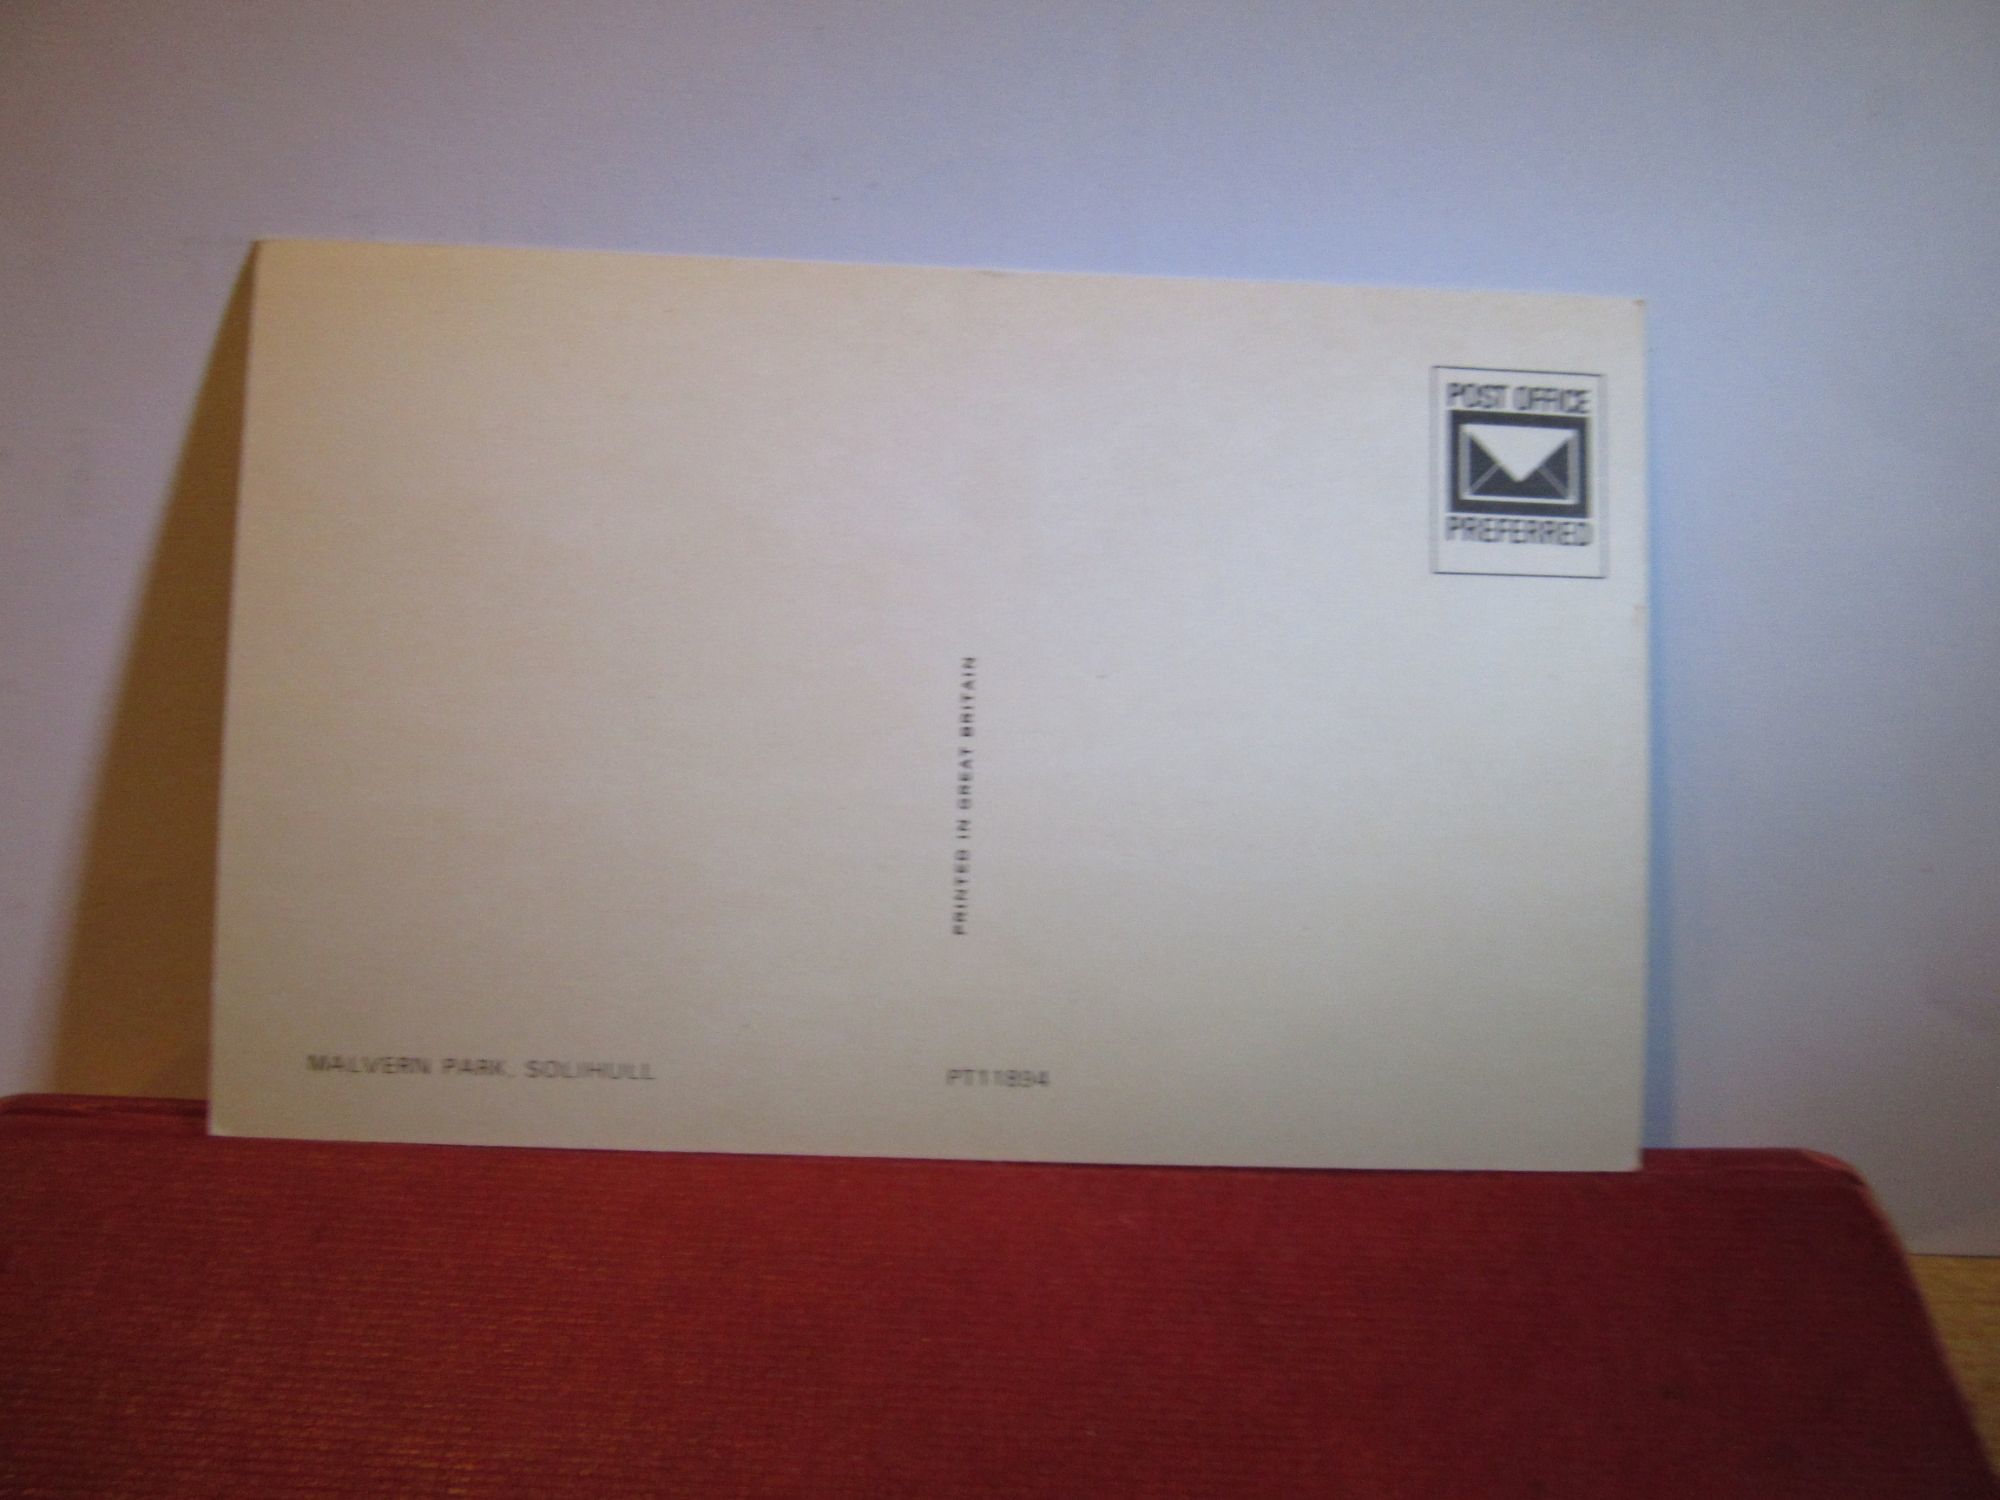 POST OFFICE
PREFERRED
PRINTED IN GREAT BRITAIN
MALVERN PARK, SOLIHULL
PT11894